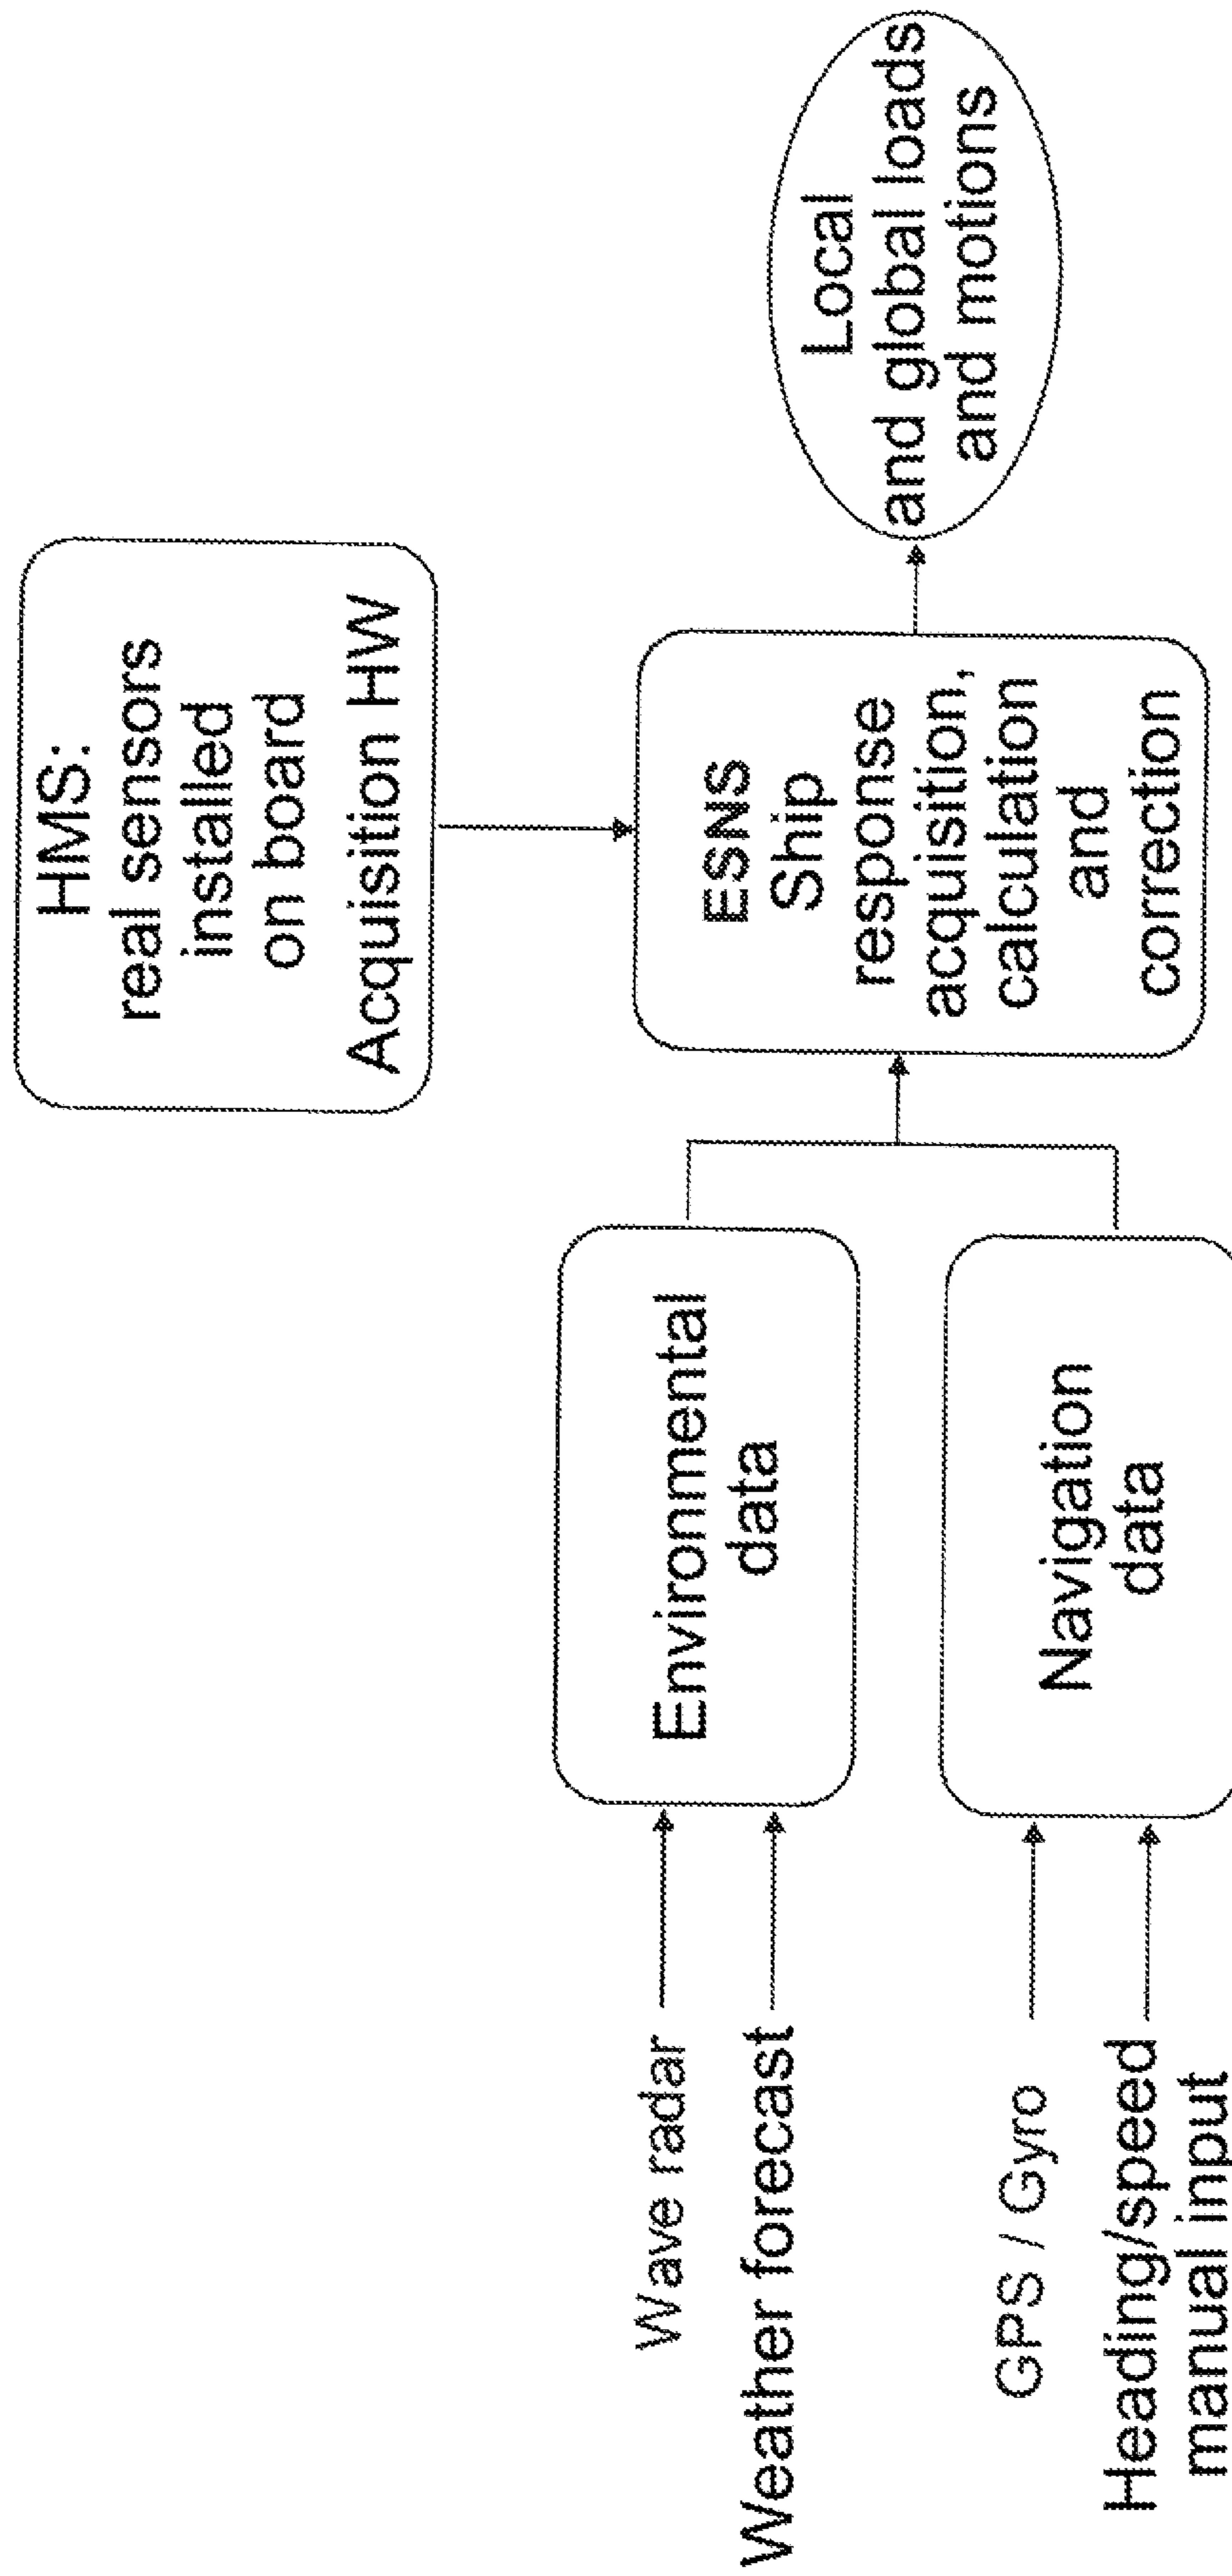 HMS:
real sensors
installed
on board
Acquisition HW
Wave radar
Weather forecast
Environmental
data
GPS / Gyro
Heading/speed
manual input
Navigation
data
ESNS
Ship
response
acquisition,
calculation
and
correction
Local
and global loads
and motions